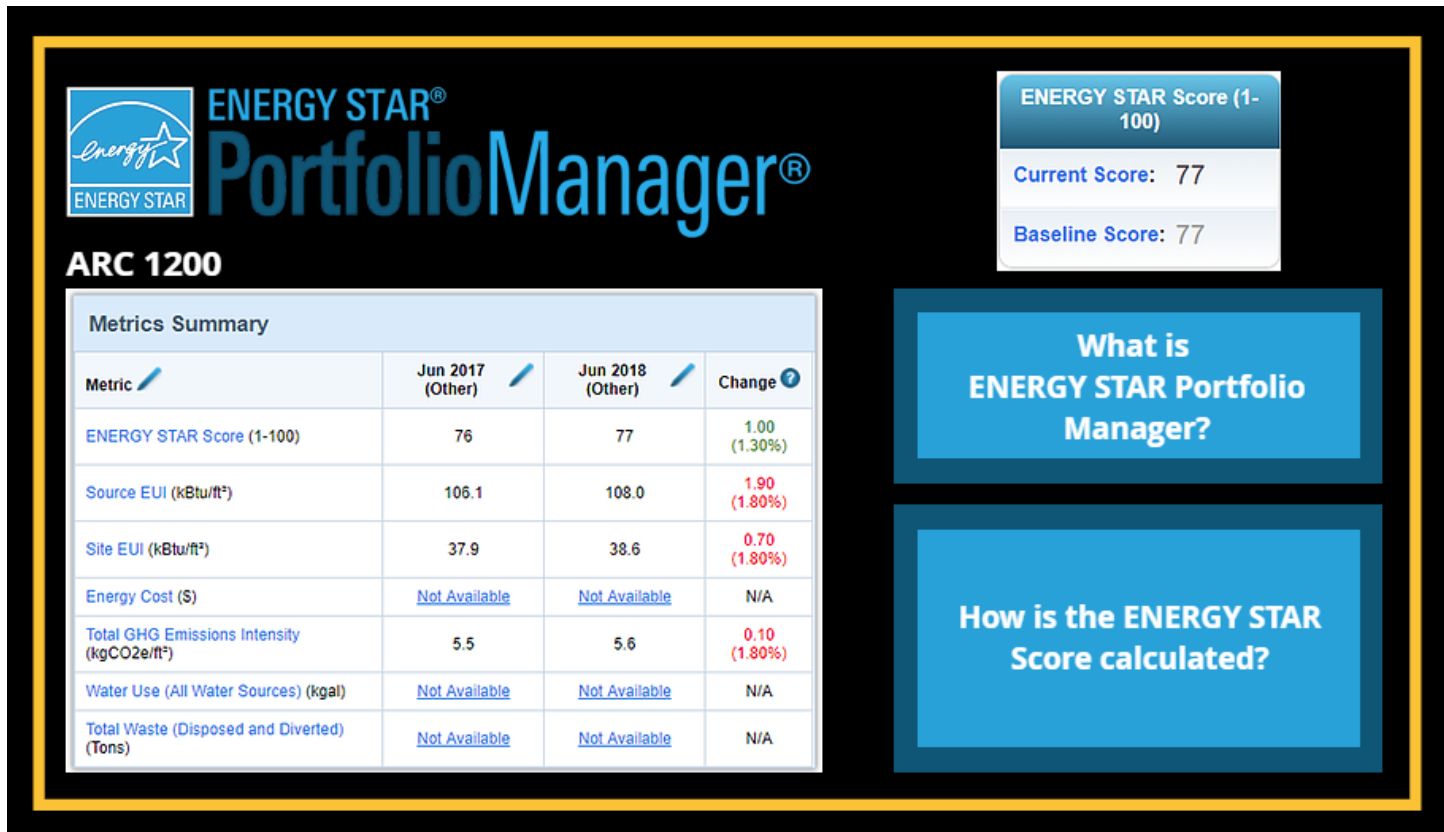 ENERGY STAR®
PortfolioManager®
energy
ENERGY STAR
ARC 1200
ENERGY STAR Score (1-
100)
Current Score: 77
Baseline Score: 77
Metrics Summary
Metric
Jun 2017
(Other)
Jun 2018
(Other)
Change ?
ENERGY STAR Score (1-100) 76 77 1.00
(1.30%)
Source EUI (kBtu/ft²) 106.1 108.0 1.90
(1.80%)
Site EUI (kBtu/ft²) 37.9 38.6 0.70
(1.80%)
Energy Cost ($) Not Available Not Available N/A
Total GHG Emissions Intensity
(kgCO2e/ft²) 5.5 5.6 0.10
(1.80%)
Water Use (All Water Sources) (kgal) Not Available Not Available N/A
Total Waste (Disposed and Diverted)
(Tons) Not Available Not Available N/A
What is
ENERGY STAR Portfolio
Manager?
How is the ENERGY STAR
Score calculated?